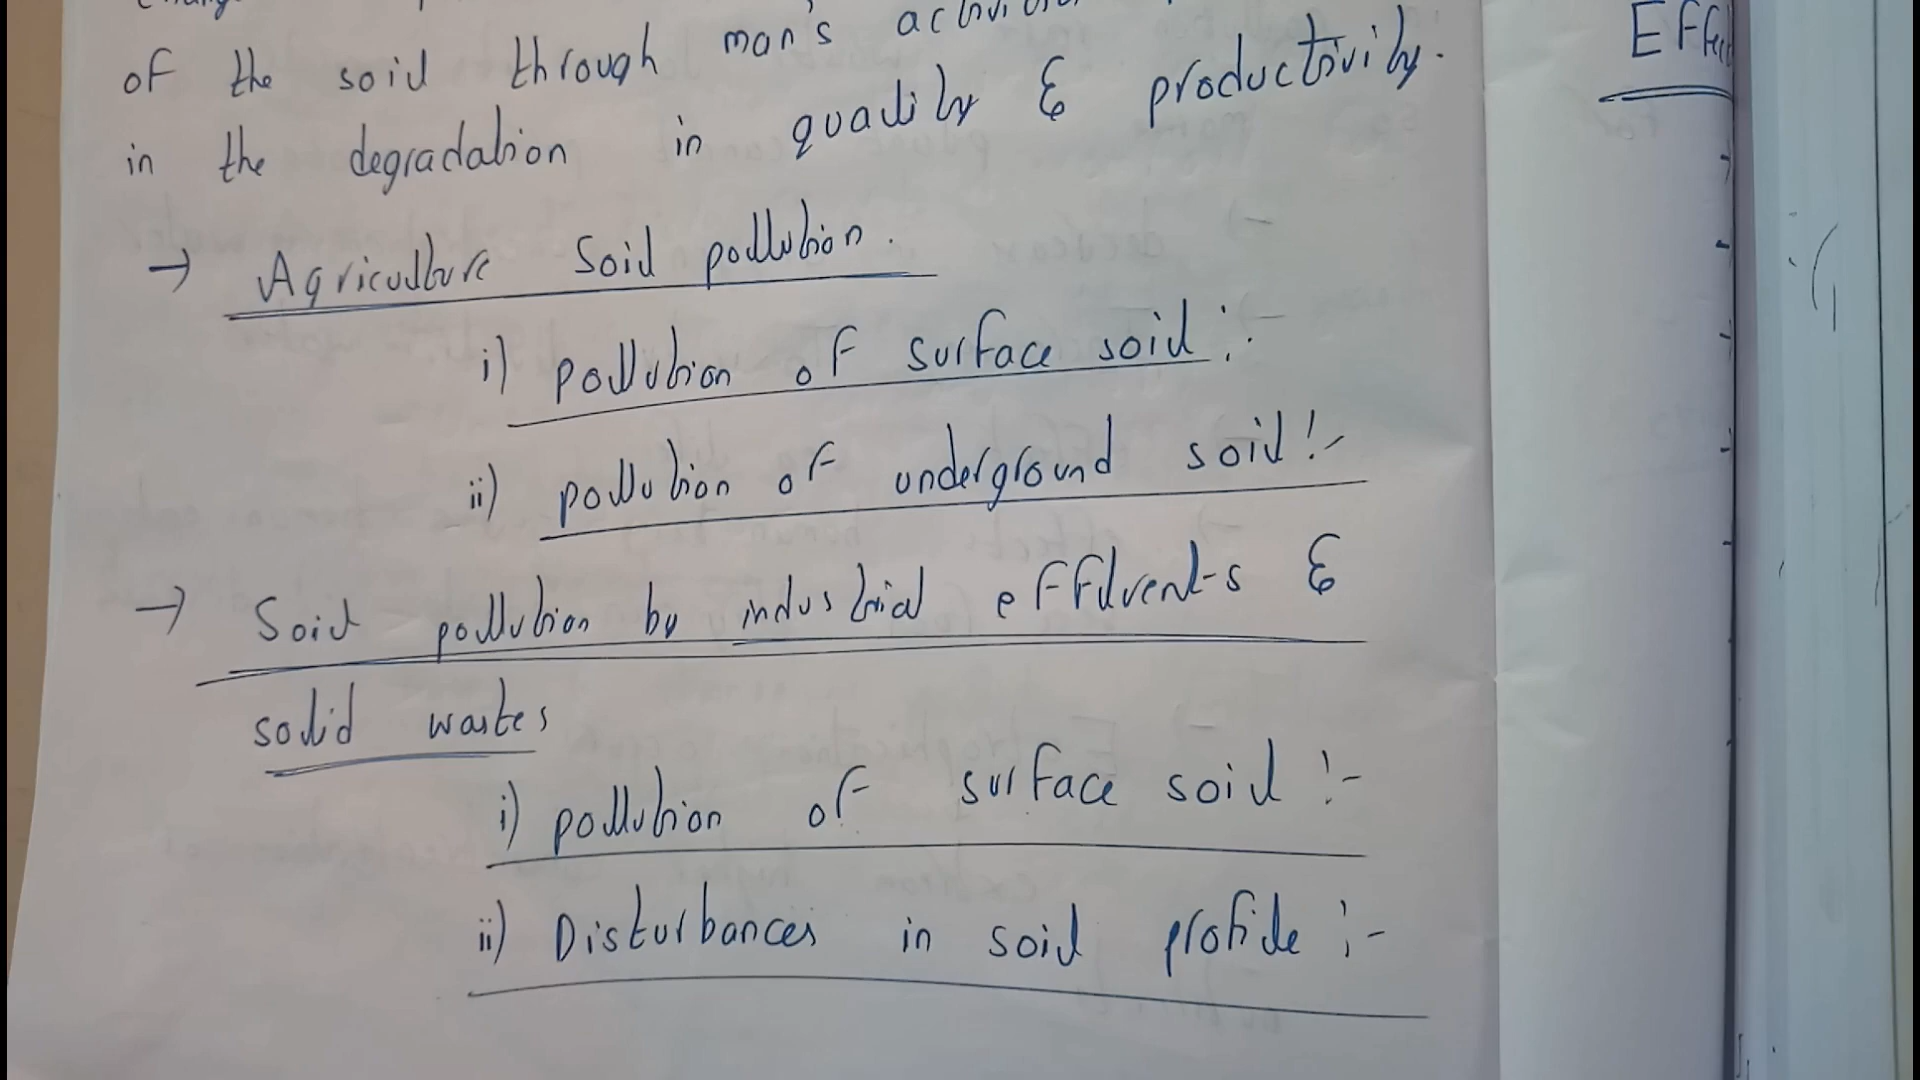 of the soil through man's
in the degradation in quality & productivity.
→ Agriculture Soil pollution.
i) pollution of surface soil :-
ii) pollution of underground soil :-
→ Soil pollution by industrial effluents &
solid wastes
i) pollution of surface soil :-
ii) Disturbances in soil profile :-